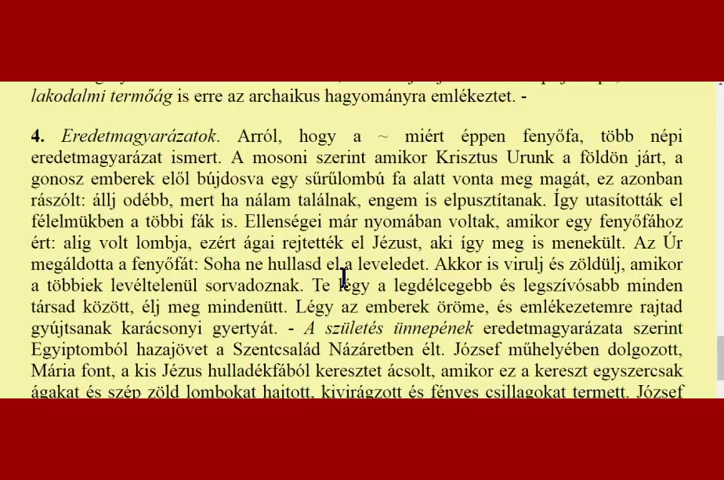 lakodalmi termőág is erre az archaikus hagyományra emlékeztet. -
4. Eredetmagyarázatok. Arról, hogy a ~ miért éppen fenyőfa, több népi
eredetmagyarázat ismert. A mosoni szerint amikor Krisztus Urunk a földön járt, a
gonosz emberek elől bújdosva egy sűrűlombú fa alatt vonta meg magát, ez azonban
rászólt: állj odébb, mert ha nálam találnak, engem is elpusztítanak. Így utasították el
félelmükben a többi fák is. Ellenségei már nyomában voltak, amikor egy fenyőfához
ért: alig volt lombja, ezért ágai rejtették el Jézust, aki így meg is menekült. Az Úr
megáldotta a fenyőfát: Soha ne hullasd el a leveledet. Akkor is virulj és zöldülj, amikor
a többiek levéltelenül sorvadoznak. Te légy a legdélcegebb és legszívósabb minden
társad között, élj meg mindenütt. Légy az emberek öröme, és emlékezetemre rajtad
gyújtsanak karácsonyi gyertyát. - A születés ünnepének eredetmagyarázata szerint
Egyiptomból hazajövet a Szentcsalád Názáretben élt. József műhelyében dolgozott,
Mária font, a kis Jézus hulladékfából keresztet ácsolt, amikor ez a kereszt egyszercsak
ágakat és szép zöld lombokat hajtott, kivirágzott és fényes csillagokat termett. József